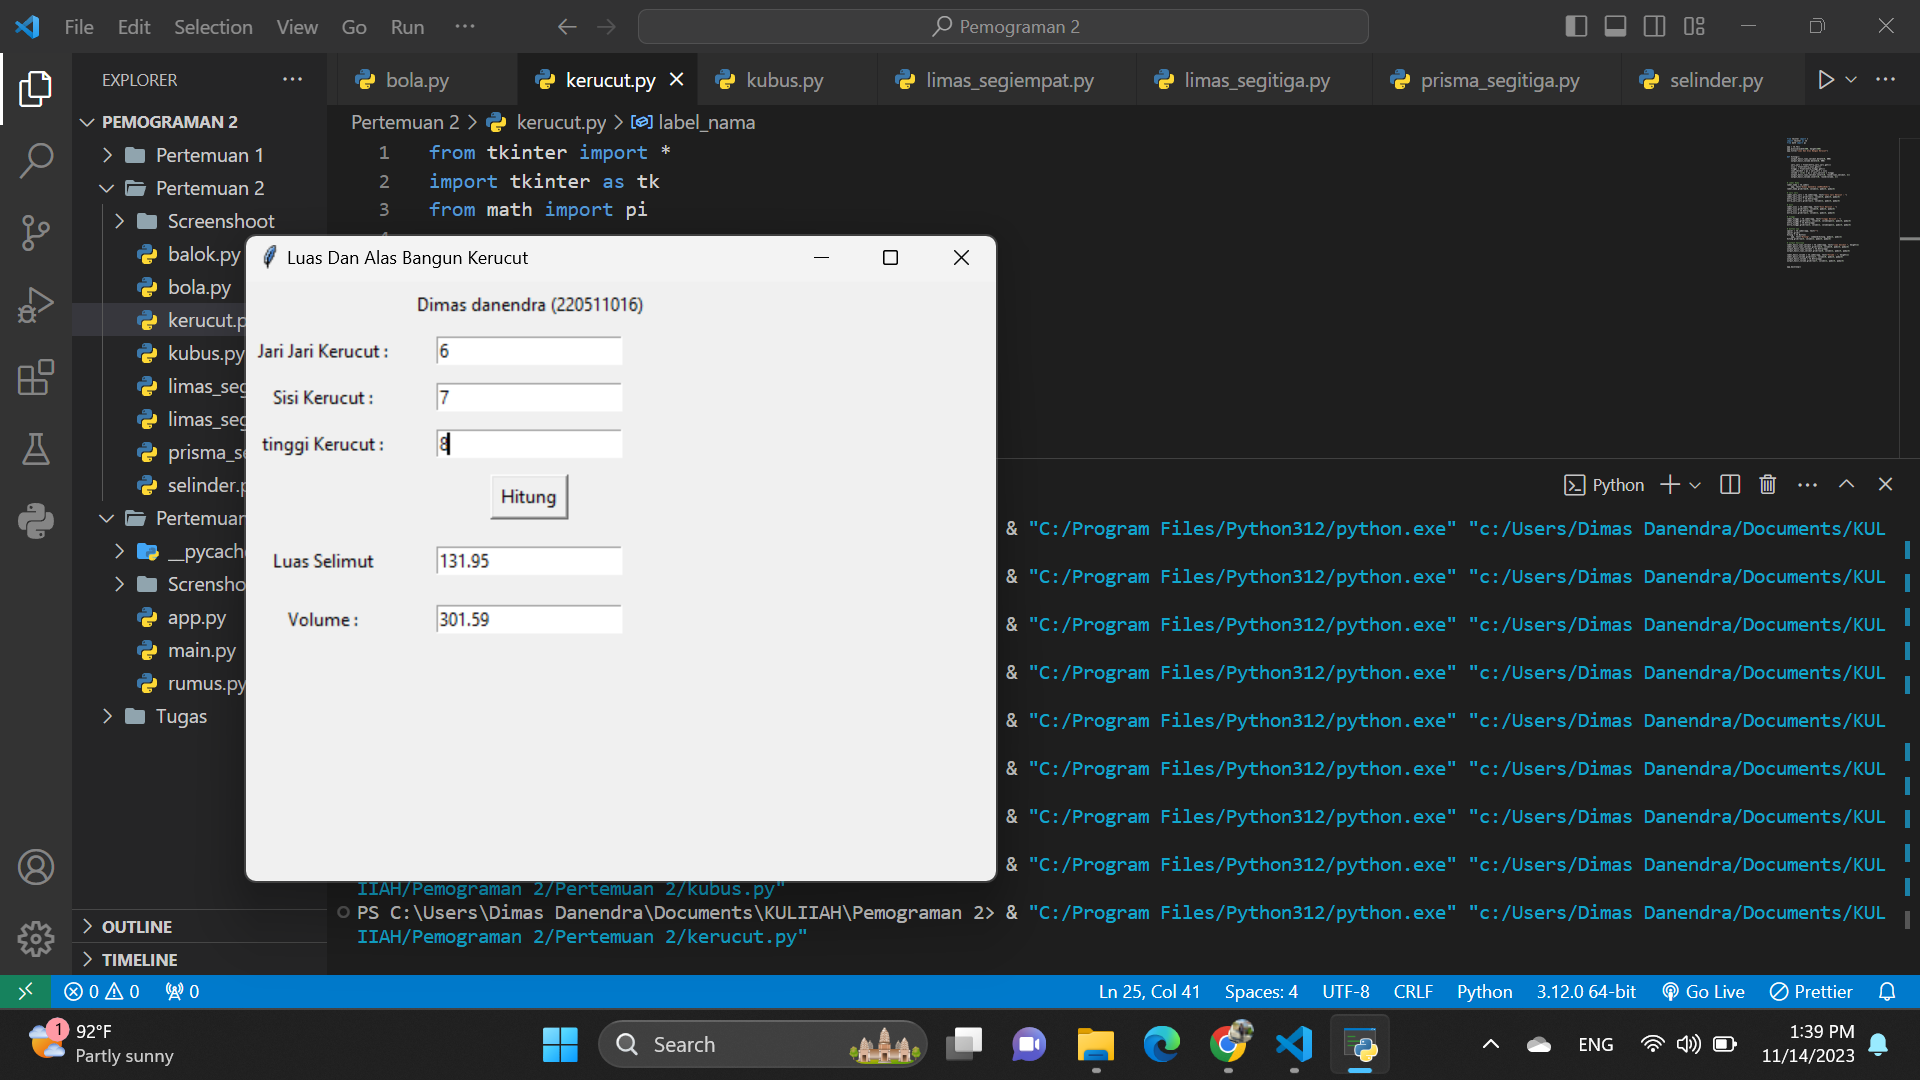 File Edit Selection View Go Run ···
Pemograman 2
EXPLORER
bola.py
kerucut.py
kubus.py
limas_segiempat.py
limas_segitiga.py
prisma_segitiga.py
selinder.py
PEMOGRAMAN 2
Pertemuan 2 > kerucut.py > label_nama
Pertemuan 1
Pertemuan 2
Screenshoot
balok.py
bola.py
kerucut.p
kubus.py
limas_seg
limas_seg
prisma_se
selinder.p
Pertemuan
__pycach
Screnshо
app.py
main.py
rumus.py
Tugas
OUTLINE
TIMELINE
1 from tkinter import *
2 import tkinter as tk
3 from math import pi
Luas Dan Alas Bangun Kerucut
Dimas danendra (220511016)
Jari Jari Kerucut : 6
Sisi Kerucut : 7
tinggi Kerucut : 8
Hitung
Luas Selimut 131.95
Volume : 301.59
Python
& "C:/Program Files/Python312/python.exe" "c:/Users/Dimas Danendra/Documents/KUL
& "C:/Program Files/Python312/python.exe" "c:/Users/Dimas Danendra/Documents/KUL
& "C:/Program Files/Python312/python.exe" "c:/Users/Dimas Danendra/Documents/KUL
& "C:/Program Files/Python312/python.exe" "c:/Users/Dimas Danendra/Documents/KUL
& "C:/Program Files/Python312/python.exe" "c:/Users/Dimas Danendra/Documents/KUL
& "C:/Program Files/Python312/python.exe" "c:/Users/Dimas Danendra/Documents/KUL
& "C:/Program Files/Python312/python.exe" "c:/Users/Dimas Danendra/Documents/KUL
& "C:/Program Files/Python312/python.exe" "c:/Users/Dimas Danendra/Documents/KUL
IIAH/Pemograman 2/Pertemuan 2/kubus.py"
PS C:\Users\Dimas Danendra\Documents\KULIIAH\Pemograman 2> & "C:/Program Files/Python312/python.exe" "c:/Users/Dimas Danendra/Documents/KUL
IIAH/Pemograman 2/Pertemuan 2/kerucut.py"
0 0 0
Ln 25, Col 41 Spaces: 4 UTF-8 CRLF Python 3.12.0 64-bit Go Live Prettier
1
92°F
Partly sunny
Search
ENG
1:39 PM
11/14/2023